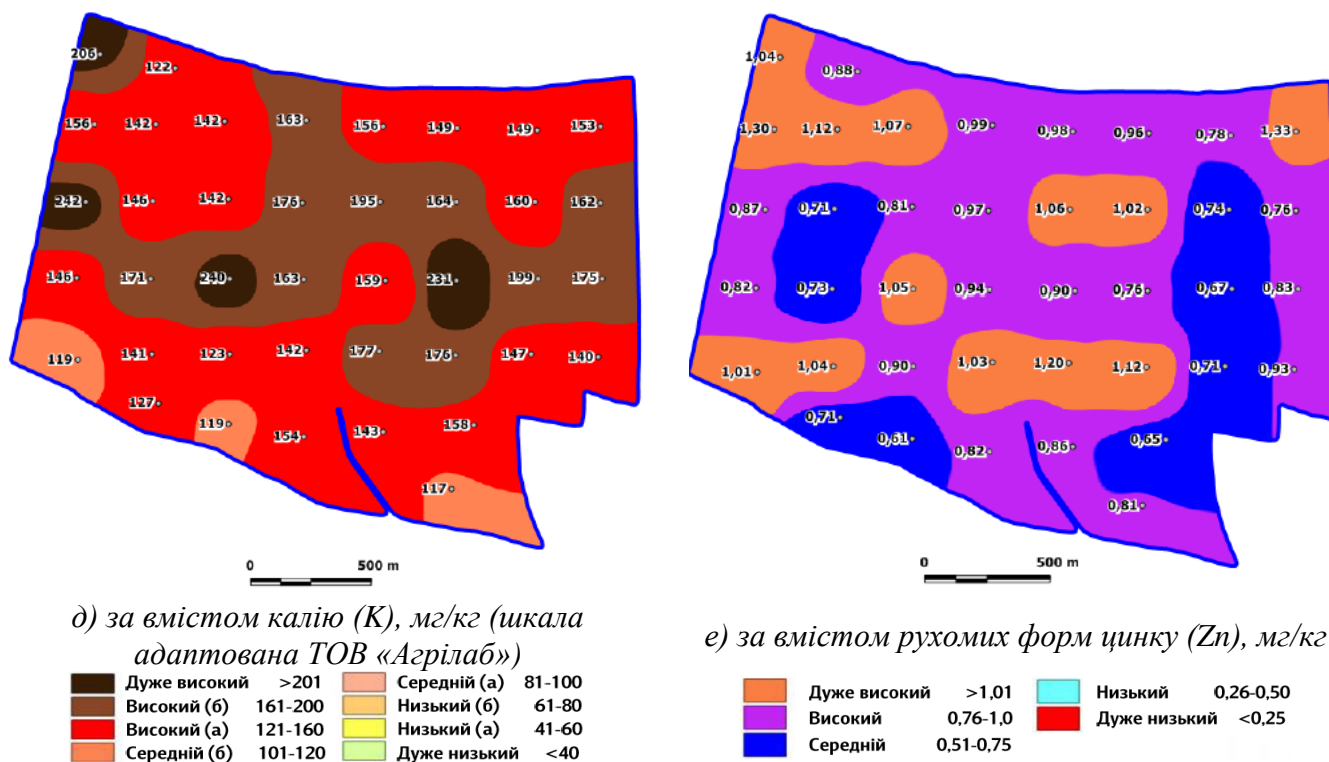 206
122
156 142 142 163 156 149 149 153
242 146 142 176 195 164 160 162
146 171 240 163 159 231 199 175
119 141 123 142 177 176 147 140
127 119 154 143 158
117
0 500 m
д) за вмістом калію (K), мг/кг (шкала
адаптована ТОВ «Агрілаб»)
Дуже високий >201 Середній (а) 81-100
Високий (б) 161-200 Низький (б) 61-80
Високий (а) 121-160 Низький (а) 41-60
Середній (б) 101-120 Дуже низький <40
1,04 0,88
1,30 1,12 1,07 0,99 0,98 0,96 0,78 1,33
0,87 0,71 0,81 0,97 1,06 1,02 0,74 0,76
0,82 0,73 1,05 0,94 0,90 0,76 0,67 0,83
1,01 1,04 0,90 1,03 1,20 1,12 0,71 0,93
0,71 0,61 0,82 0,86 0,65
0,81
0 500 m
е) за вмістом рухомих форм цинку (Zn), мг/кг
Дуже високий >1,01 Низький 0,26-0,50
Високий 0,76-1,0 Дуже низький <0,25
Середній 0,51-0,75